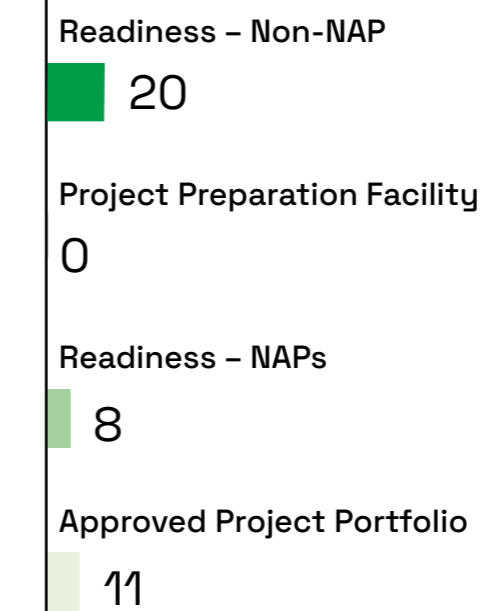 Readiness – Non-NAP
20
Project Preparation Facility
0
Readiness – NAPs
8
Approved Project Portfolio
11